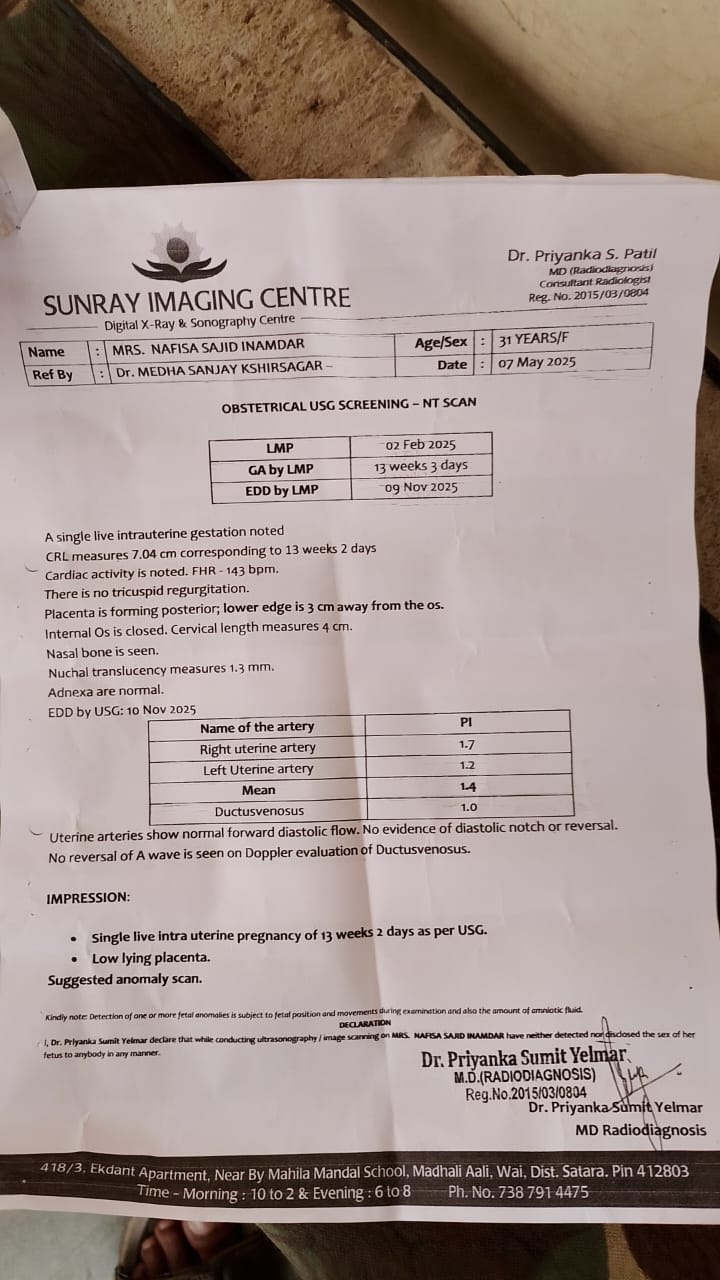 Dr. Priyanka S. Patil
MD (Radiodiagnosis)
Consultant Radiologist
Reg. No. 2015/03/0804
SUNRAY IMAGING CENTRE
Digital X-Ray & Sonography Centre
Name : MRS. NAFISA SAJID INAMDAR Age/Sex : 31 YEARS/F
Ref By : Dr. MEDHA SANJAY KSHIRSAGAR – Date : 07 May 2025
OBSTETRICAL USG SCREENING – NT SCAN
LMP 02 Feb 2025
GA by LMP 13 weeks 3 days
EDD by LMP 09 Nov 2025
A single live intrauterine gestation noted
CRL measures 7.04 cm corresponding to 13 weeks 2 days
Cardiac activity is noted. FHR - 143 bpm.
There is no tricuspid regurgitation.
Placenta is forming posterior; lower edge is 3 cm away from the os.
Internal Os is closed. Cervical length measures 4 cm.
Nasal bone is seen.
Nuchal translucency measures 1.3 mm.
Adnexa are normal.
EDD by USG: 10 Nov 2025
Name of the artery PI
Right uterine artery 1.7
Left Uterine artery 1.2
Mean 1.4
Ductusvenosus 1.0
Uterine arteries show normal forward diastolic flow. No evidence of diastolic notch or reversal.
No reversal of A wave is seen on Doppler evaluation of Ductusvenosus.
IMPRESSION:
• Single live intra uterine pregnancy of 13 weeks 2 days as per USG.
• Low lying placenta.
Suggested anomaly scan.
Kindly note: Detection of one or more fetal anomalies is subject to fetal position and movements during examination and also the amount of amniotic fluid.
DECLARATION
I, Dr. Priyanka Sumit Yelmar declare that while conducting ultrasonography / image scanning on MRS. NAFISA SAJID INAMDAR have neither detected nor disclosed the sex of her
fetus to anybody in any manner.
Dr. Priyanka Sumit Yelmar
M.D.(RADIODIAGNOSIS)
Reg.No.2015/03/0804
Dr. Priyanka Sumit Yelmar
MD Radiodiagnosis
418/3, Ekdant Apartment, Near By Mahila Mandal School, Madhali Aali, Wai, Dist. Satara. Pin 412803
Time - Morning : 10 to 2 & Evening : 6 to 8 Ph. No. 738 791 4475